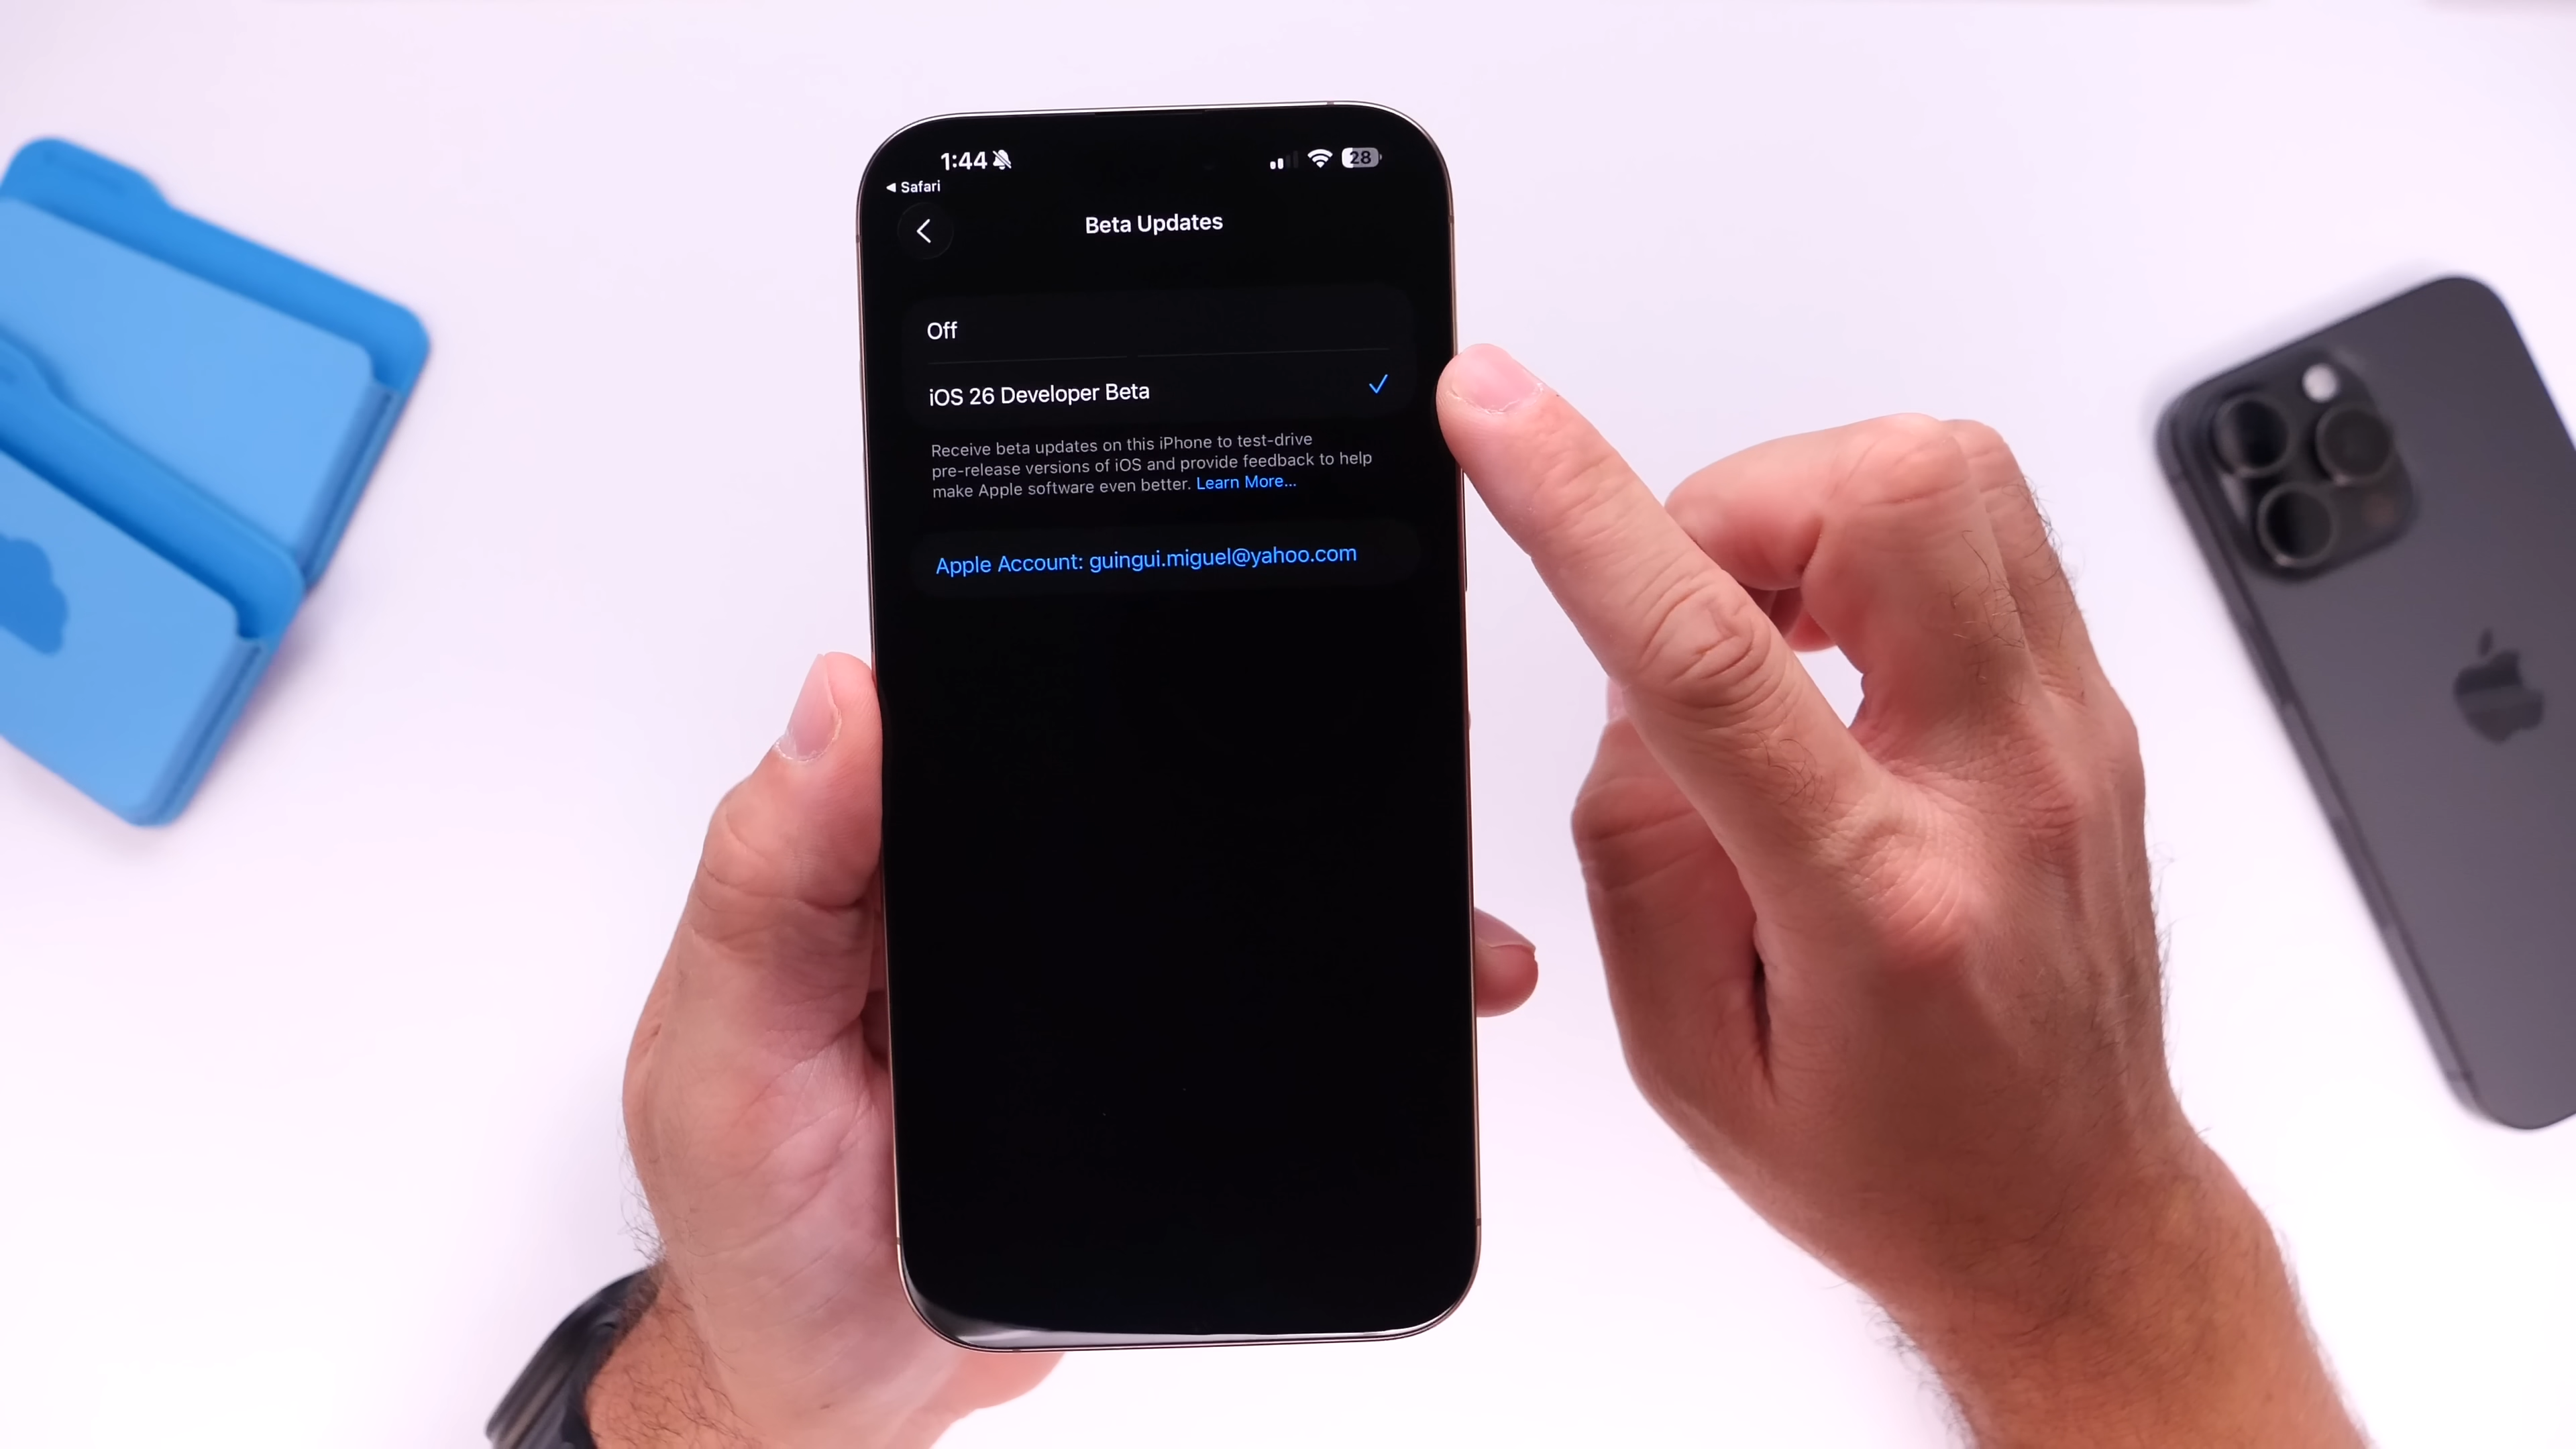 1:44
28
◀ Safari
Beta Updates
Off
iOS 26 Developer Beta
Receive beta updates on this iPhone to test-drive
pre-release versions of iOS and provide feedback to help
make Apple software even better. Learn More...
Apple Account: guingui.miguel@yahoo.com